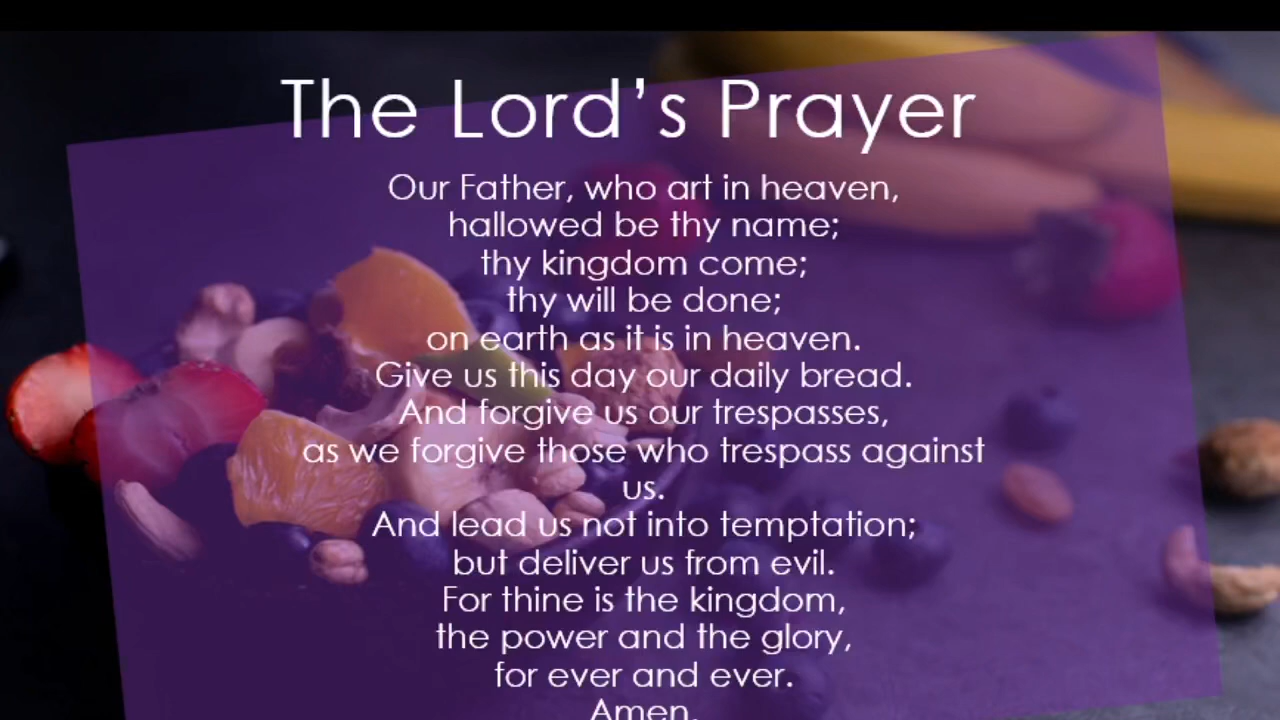 The Lord's Prayer
Our Father, who art in heaven,
hallowed be thy name;
thy kingdom come;
thy will be done;
on earth as it is in heaven.
Give us this day our daily bread.
And forgive us our trespasses,
as we forgive those who trespass against
us.
And lead us not into temptation;
but deliver us from evil.
For thine is the kingdom,
the power and the glory,
for ever and ever.
Amen.